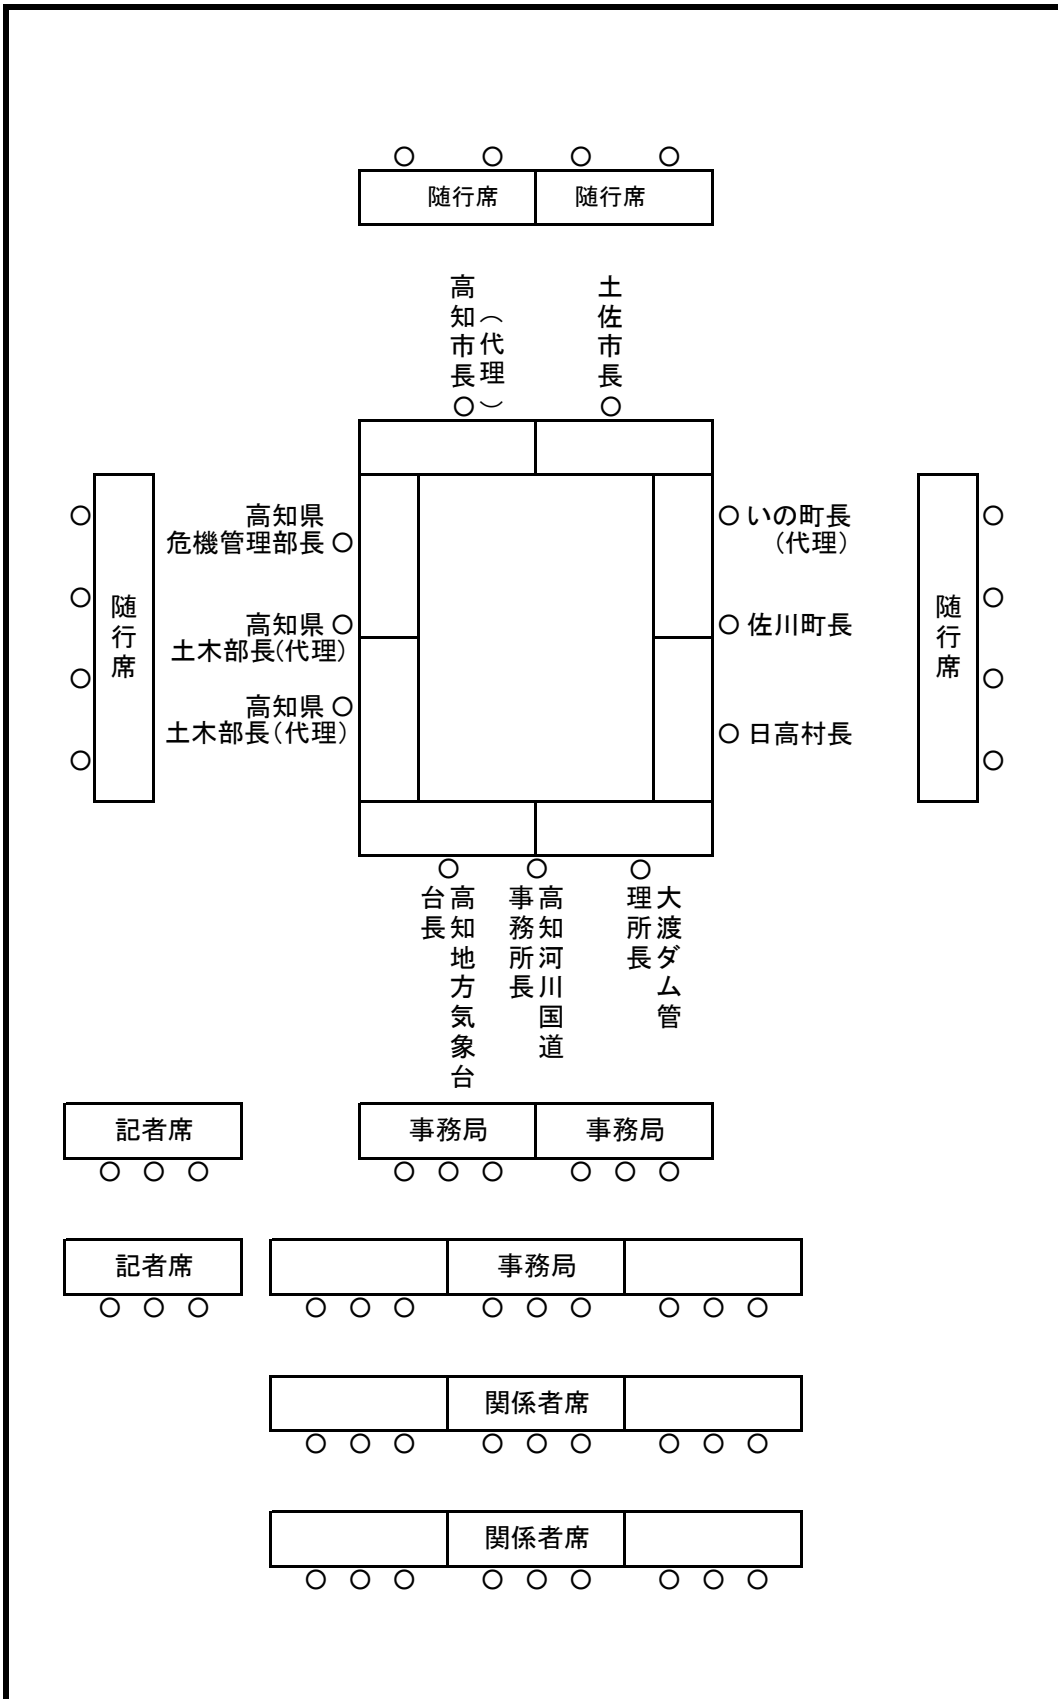 随行席
随行席
高知市長
（代理）
土佐市長
高知県
危機管理部長
高知県
土木部長(代理)
高知県
土木部長(代理)
いの町長
(代理)
佐川町長
日高村長
随行席
随行席
高知地方気象台
台長
高知河川国道
事務所長
大渡ダム管
理所長
記者席
事務局
事務局
記者席
事務局
関係者席
関係者席